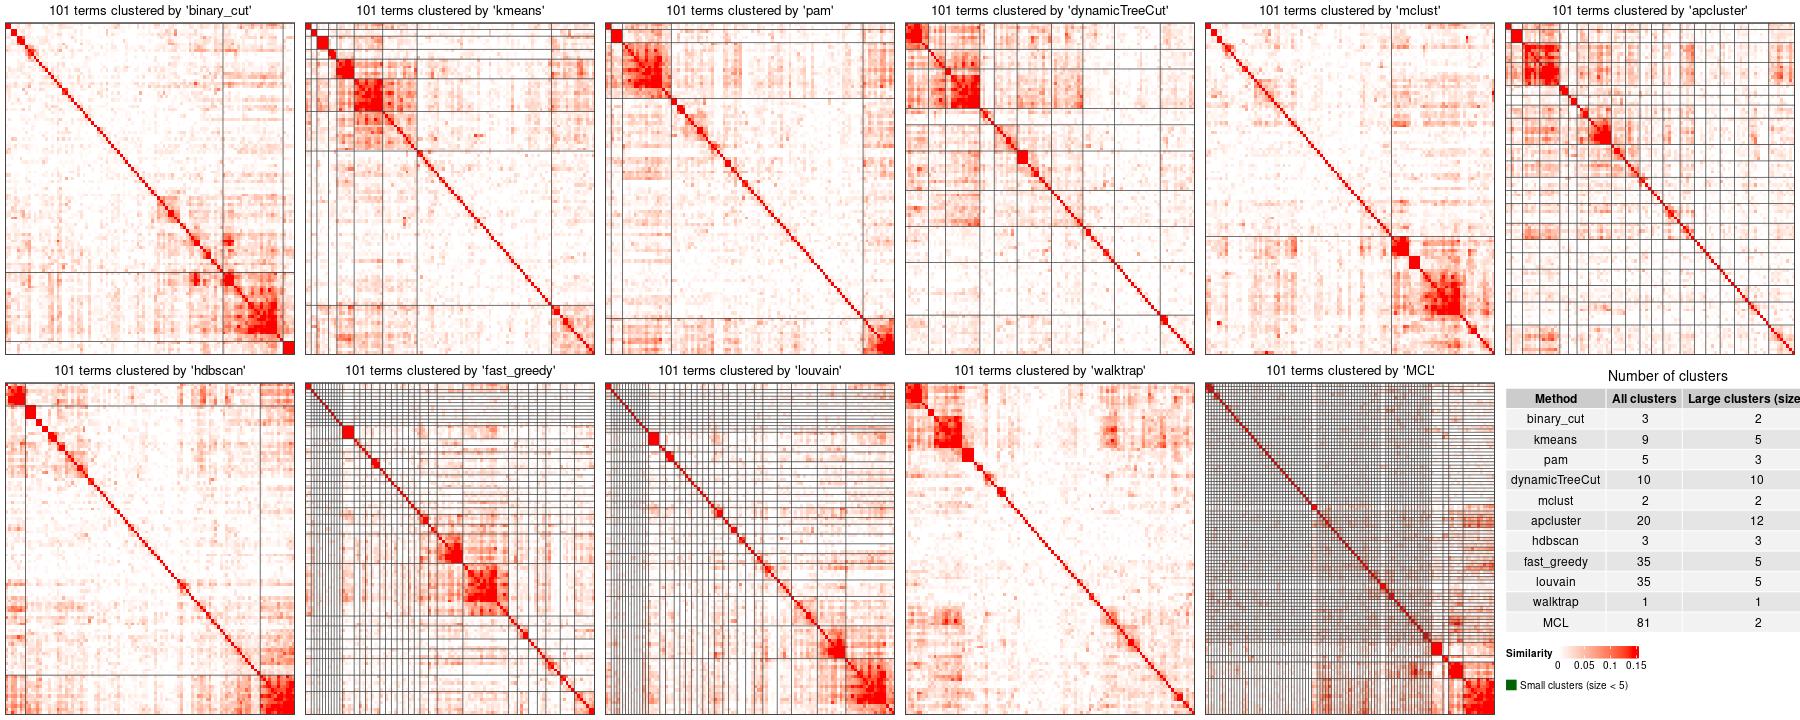 101 terms clustered by 'binary_cut'
101 terms clustered by 'kmeans'
101 terms clustered by 'pam'
101 terms clustered by 'dynamicTreeCut'
101 terms clustered by 'mclust'
101 terms clustered by 'apcluster'
101 terms clustered by 'hdbscan'
101 terms clustered by 'fast_greedy'
101 terms clustered by 'louvain'
101 terms clustered by 'walktrap'
101 terms clustered by 'MCL'
Number of clusters
Method All clusters Large clusters (size
binary_cut 3 2
kmeans 9 5
pam 5 3
dynamicTreeCut 10 10
mclust 2 2
apcluster 20 12
hdbscan 3 3
fast_greedy 35 5
louvain 35 5
walktrap 1 1
MCL 81 2
Similarity
0 0.05 0.1 0.15
Small clusters (size < 5)